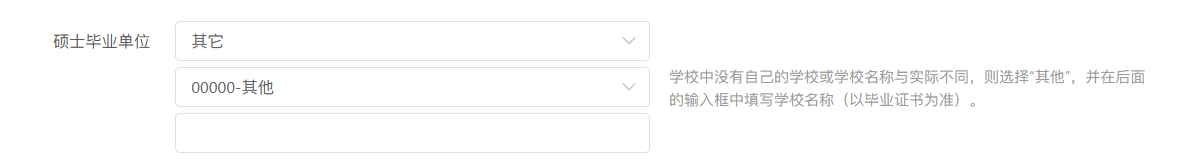 硕士毕业单位
其它
00000-其他
学校中没有自己的学校或学校名称与实际不同，则选择“其他”，并在后面
的输入框中填写学校名称（以毕业证书为准）。